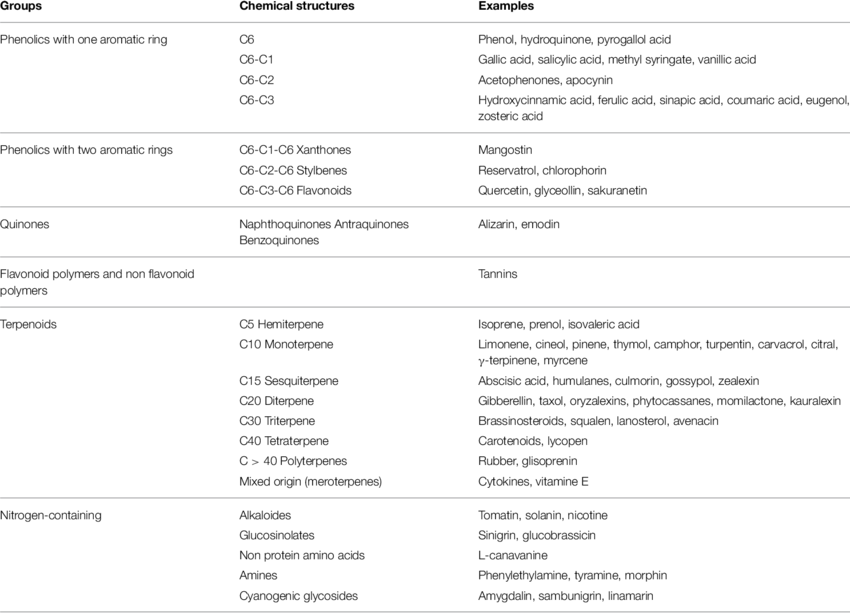 Groups Chemical structures Examples
Phenolics with one aromatic ring C6 Phenol, hydroquinone, pyrogallol acid
C6-C1 Gallic acid, salicylic acid, methyl syringate, vanillic acid
C6-C2 Acetophenones, apocynin
C6-C3 Hydroxycinnamic acid, ferulic acid, sinapic acid, coumaric acid, eugenol,
zosteric acid
Phenolics with two aromatic rings C6-C1-C6 Xanthones Mangostin
C6-C2-C6 Stylbenes Reservatrol, chlorophorin
C6-C3-C6 Flavonoids Quercetin, glyceollin, sakuranetin
Quinones Naphthoquinones Antraquinones Alizarin, emodin
Benzoquinones
Flavonoid polymers and non flavonoid Tannins
polymers
Terpenoids C5 Hemiterpene Isoprene, prenol, isovaleric acid
C10 Monoterpene Limonene, cineol, pinene, thymol, camphor, turpentin, carvacrol, citral,
γ-terpinene, myrcene
C15 Sesquiterpene Abscisic acid, humulanes, culmorin, gossypol, zealexin
C20 Diterpene Gibberellin, taxol, oryzalexins, phytocassanes, momilactone, kauralexin
C30 Triterpene Brassinosteroids, squalen, lanosterol, avenacin
C40 Tetraterpene Carotenoids, lycopen
C > 40 Polyterpenes Rubber, glisoprenin
Mixed origin (meroterpenes) Cytokines, vitamine E
Nitrogen-containing Alkaloides Tomatin, solanin, nicotine
Glucosinolates Sinigrin, glucobrassicin
Non protein amino acids L-canavanine
Amines Phenylethylamine, tyramine, morphin
Cyanogenic glycosides Amygdalin, sambunigrin, linamarin